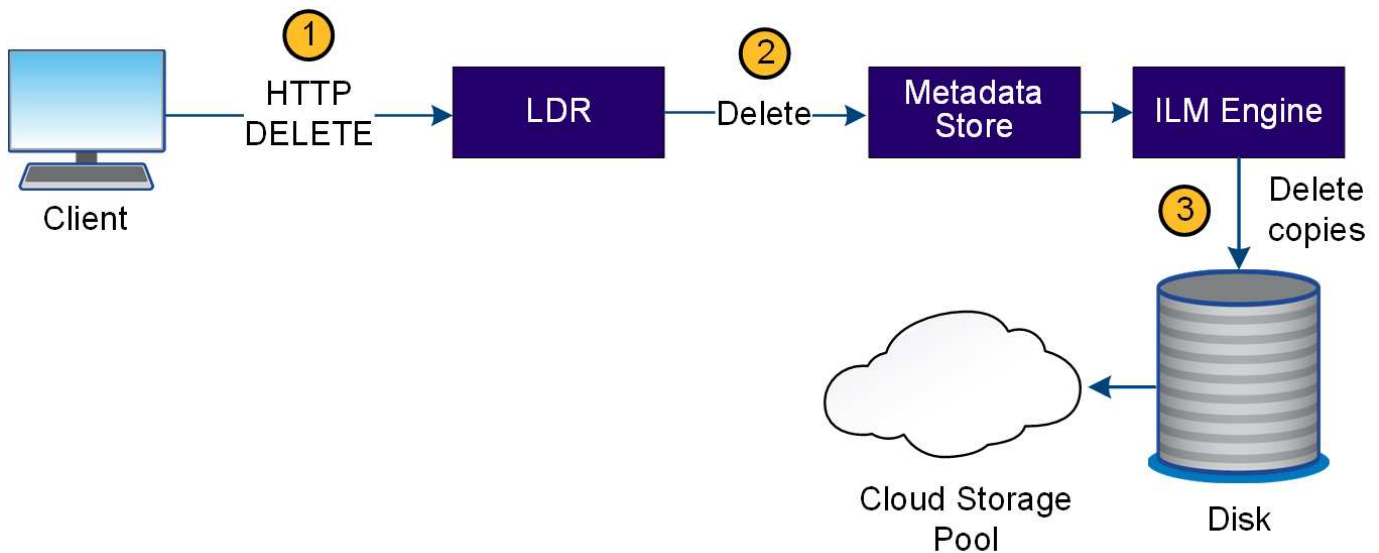 1
HTTP
DELETE
Client
LDR
2
Delete
Metadata
Store
ILM Engine
3
Delete
copies
Cloud Storage
Pool
Disk